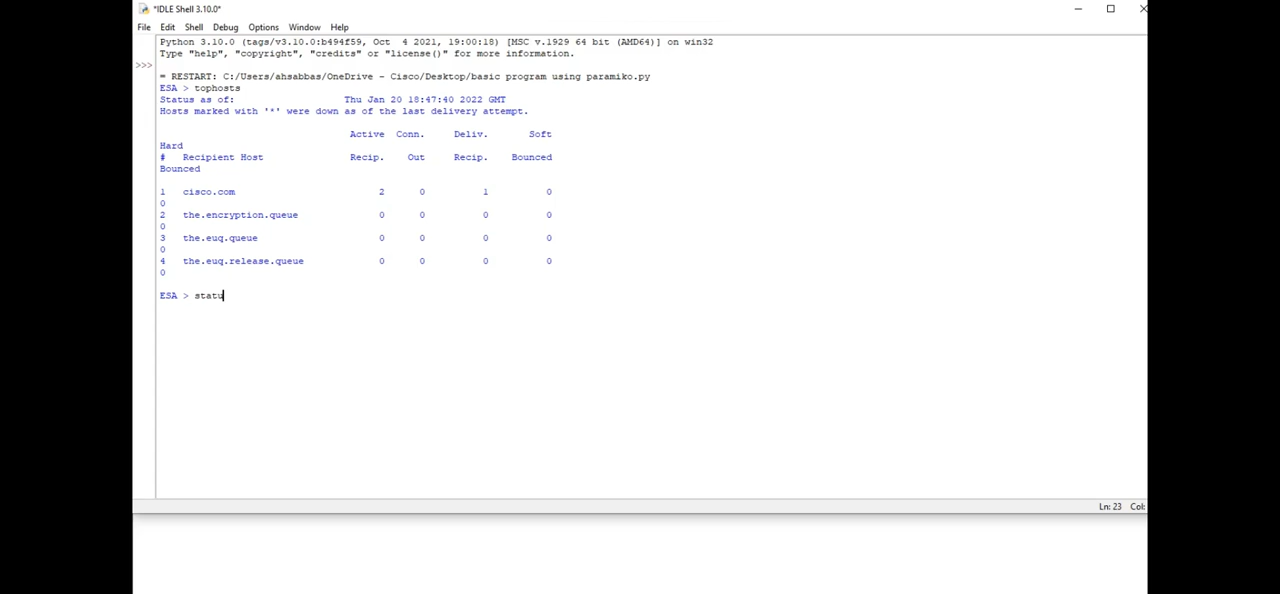 *IDLE Shell 3.10.0*
File Edit Shell Debug Options Window Help
Python 3.10.0 (tags/v3.10.0:b494f59, Oct  4 2021, 19:00:18) [MSC v.1929 64 bit (AMD64)] on win32
Type "help", "copyright", "credits" or "license()" for more information.
>>>
= RESTART: C:/Users/ahsabbas/OneDrive - Cisco/Desktop/basic program using paramiko.py
ESA > tophosts
Status as of: Thu Jan 20 18:47:40 2022 GMT
Hosts marked with '*' were down as of the last delivery attempt.
Active Conn. Deliv. Soft
Hard
# Recipient Host Recip. Out Recip. Bounced
Bounced
1 cisco.com 2 0 1 0
0
2 the.encryption.queue 0 0 0 0
0
3 the.euq.queue 0 0 0 0
0
4 the.euq.release.queue 0 0 0 0
0
ESA > statu
Ln: 23 Col: